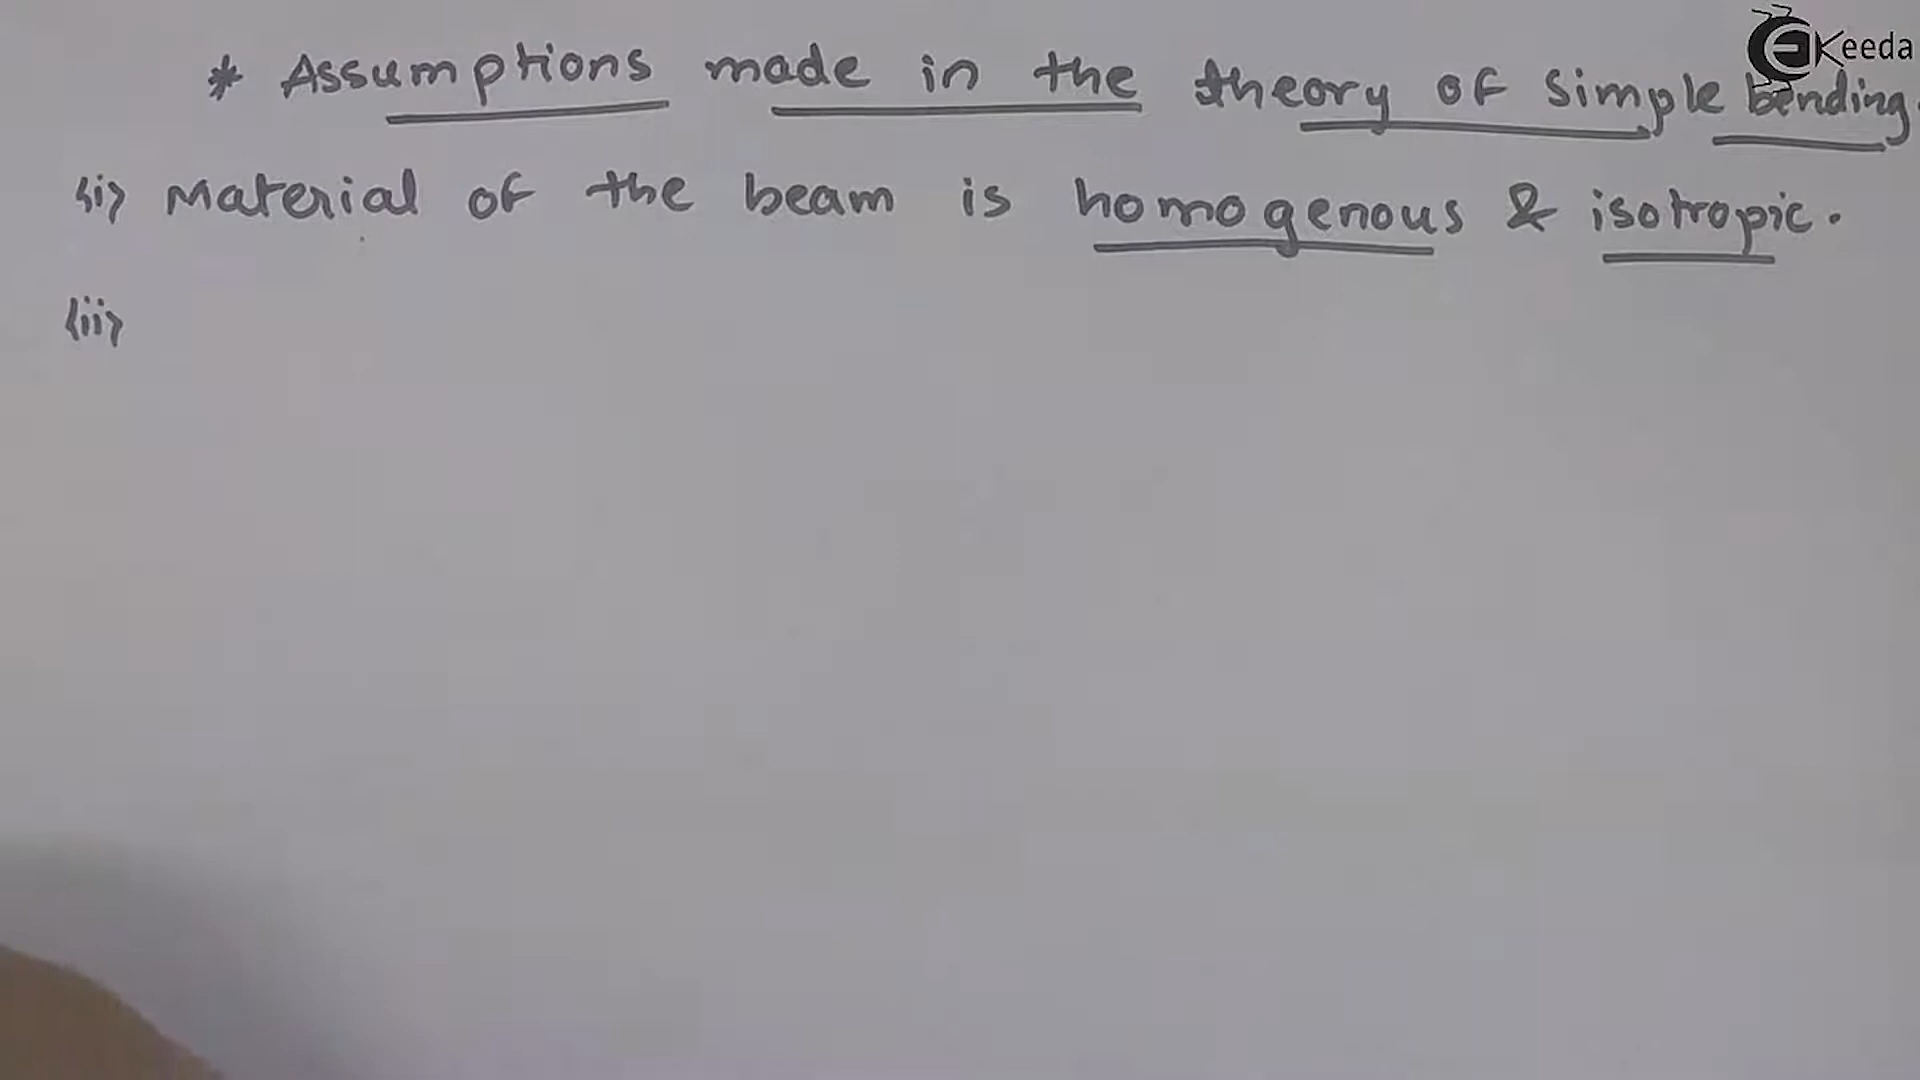 Keeda
* Assumptions made in the theory of simple bending.
(i) Material of the beam is homogenous & isotropic.
(ii)